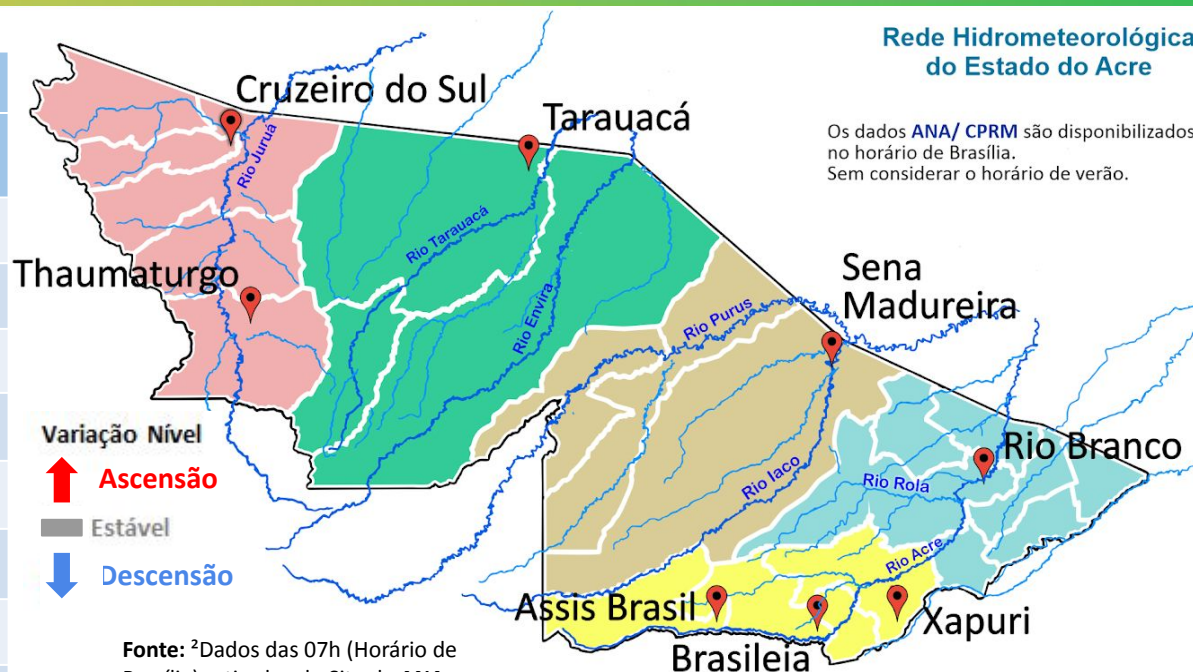 Rede Hidrometeorológica
do Estado do Acre
Os dados ANA/ CPRM são disponibilizados
no horário de Brasília.
Sem considerar o horário de verão.
Cruzeiro do Sul
Tarauacá
Rio Juruá
Rio Tarauacá
Thaumaturgo
Rio Envira
Sena
Madureira
Rio Purus
Variação Nível
Ascensão
Estável
Descensão
Rio Branco
Rio Iaco
Rio Rola
Rio Acre
Assis Brasil
Xapuri
Brasileia
Fonte: ²Dados das 07h (Horário de